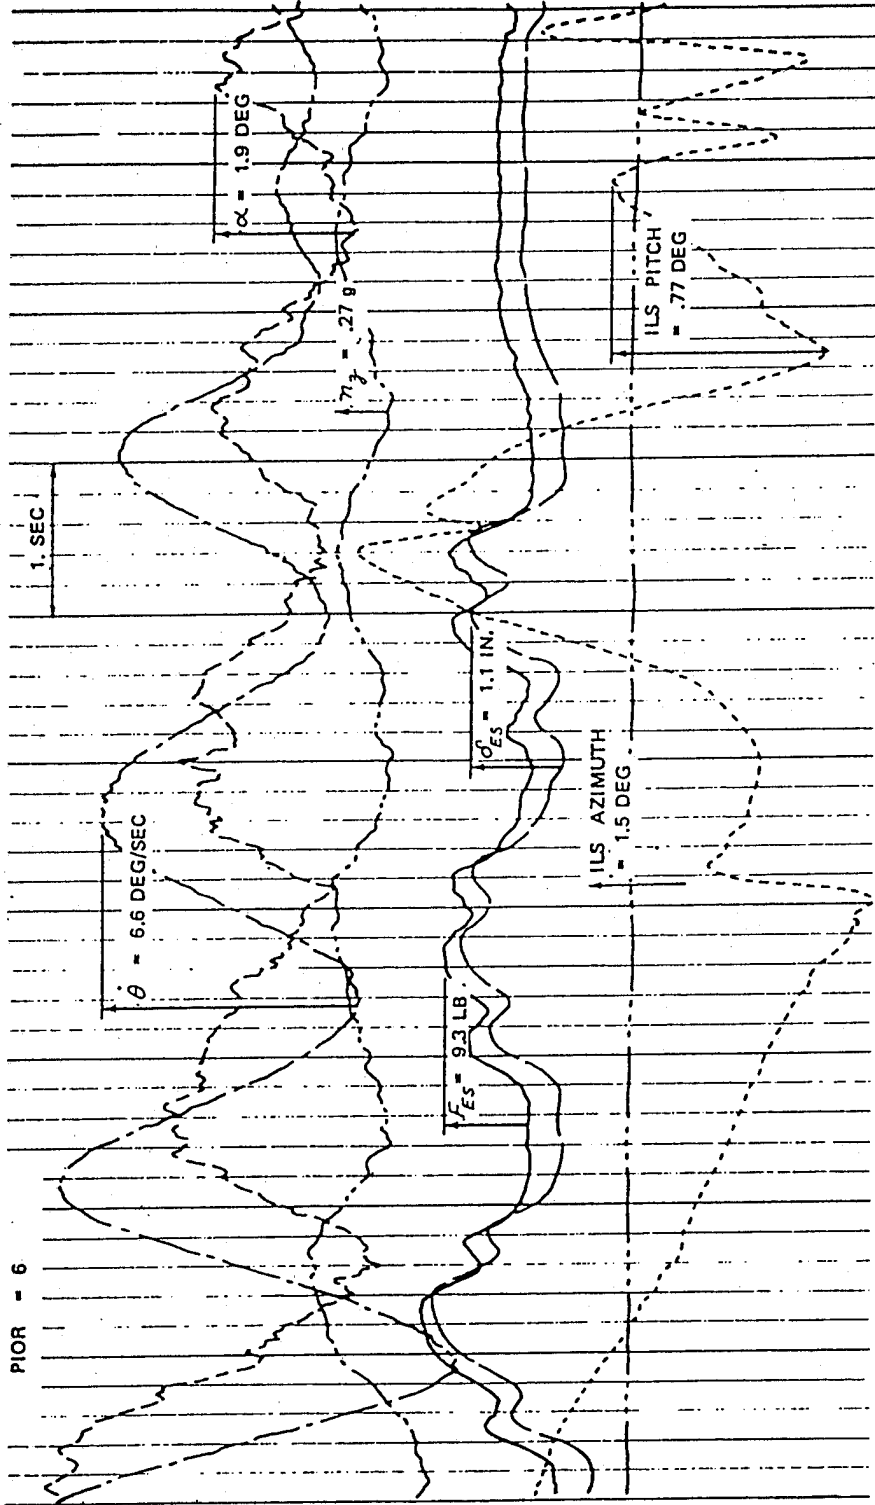 PIOR = 6
1. SEC
θ̇ = 6.6 DEG/SEC
α = 1.9 DEG
n_z = .27 g
F_ES = 9.3 LB
δ_ES = 1.1 IN.
ILS AZIMUTH
= 1.5 DEG
ILS PITCH
= .77 DEG